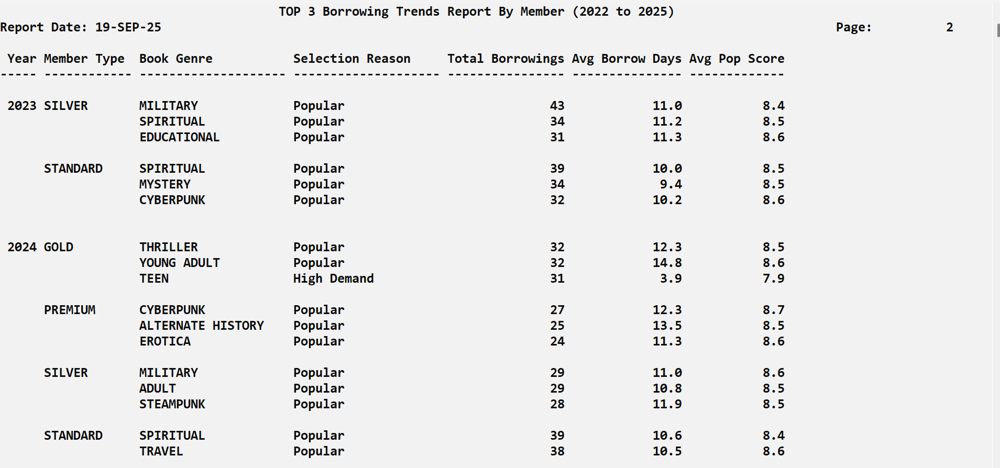 TOP 3 Borrowing Trends Report By Member (2022 to 2025)
Report Date: 19-SEP-25 Page: 2
Year Member Type Book Genre Selection Reason Total Borrowings Avg Borrow Days Avg Pop Score
----- ------------ -------------------- -------------------- ---------------- --------------- -------------
2023 SILVER MILITARY Popular 43 11.0 8.4
SPIRITUAL Popular 34 11.2 8.5
EDUCATIONAL Popular 31 11.3 8.6
STANDARD SPIRITUAL Popular 39 10.0 8.5
MYSTERY Popular 34 9.4 8.5
CYBERPUNK Popular 32 10.2 8.6
2024 GOLD THRILLER Popular 32 12.3 8.5
YOUNG ADULT Popular 32 14.8 8.6
TEEN High Demand 31 3.9 7.9
PREMIUM CYBERPUNK Popular 27 12.3 8.7
ALTERNATE HISTORY Popular 25 13.5 8.5
EROTICA Popular 24 11.3 8.6
SILVER MILITARY Popular 29 11.0 8.6
ADULT Popular 29 10.8 8.5
STEAMPUNK Popular 28 11.9 8.5
STANDARD SPIRITUAL Popular 39 10.6 8.4
TRAVEL Popular 38 10.5 8.6